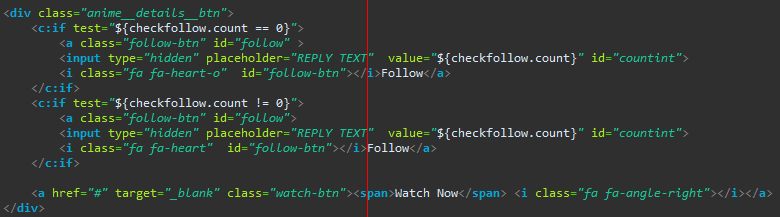 <div class="anime__details__btn">
    <c:if test="${checkfollow.count == 0}">
        <a class="follow-btn" id="follow" >
        <input type="hidden" placeholder="REPLY TEXT"  value="${checkfollow.count}" id="countint">
        <i class="fa fa-heart-o"  id="follow-btn"></i>Follow</a>
    </c:if>
    <c:if test="${checkfollow.count != 0}">
        <a class="follow-btn" id="follow">
        <input type="hidden" placeholder="REPLY TEXT"  value="${checkfollow.count}" id="countint">
        <i class="fa fa-heart"  id="follow-btn"></i>Follow</a>
    </c:if>

    <a href="#" target="_blank" class="watch-btn"><span>Watch Now</span> <i class="fa fa-angle-right"></i></a>
</div>